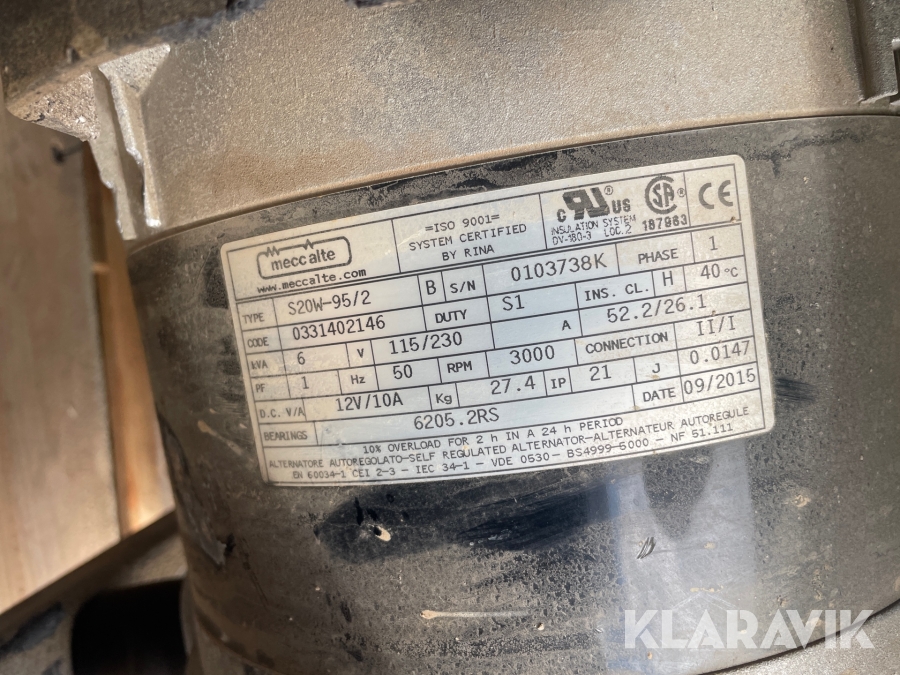 meccalte
www.meccalte.com
=ISO 9001=
SYSTEM CERTIFIED
BY RINA
c RU ® US
INSULATION SYSTEM
DV-180-3 LOC.2
SA ®
187983
CE
TYPE S20W-95/2 B S/N 0103738K PHASE 1
CODE 0331402146 DUTY S1 INS. CL. H 40 °C
kVA 6 V 115/230 A 52.2/26.1
PF 1 Hz 50 RPM 3000 CONNECTION II/I
D.C. V/A 12V/10A Kg 27.4 IP 21 J 0.0147
BEARINGS 6205.2RS DATE 09/2015
10% OVERLOAD FOR 2 h IN A 24 h PERIOD
ALTERNATORE AUTOREGOLATO-SELF REGULATED ALTERNATOR-ALTERNATEUR AUTOREGULE
EN 60034-1 CEI 2-3 - IEC 34-1 - VDE 0530- BS4999-5000 - NF 51.111
KLARAVIK